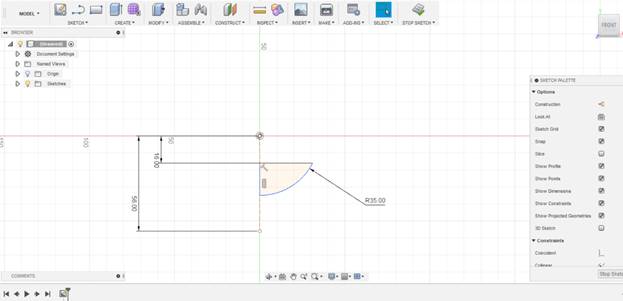 MODEL
SKETCH
CREATE
MODIFY
ASSEMBLE
CONSTRUCT
INSPECT
INSERT
MAKE
ADD-INS
SELECT
STOP SKETCH
BROWSER
(Unsaved)
Document Settings
Named Views
Origin
Sketches
FRONT
50
150
100
50
16.00
56.00
R35.00
SKETCH PALETTE
Options
Construction
Look At
Sketch Grid
Snap
Slice
Show Profile
Show Points
Show Dimensions
Show Constraints
Show Projected Geometries
3D Sketch
Constraints
Coincident
Collinear
Stop Sketch
COMMENTS